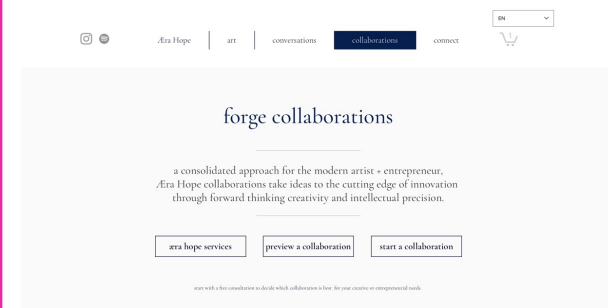 EN
Æra Hope
art
conversations
collaborations
connect
1
forge collaborations
a consolidated approach for the modern artist + entrepreneur,
Æra Hope collaborations take ideas to the cutting edge of innovation
through forward thinking creativity and intellectual precision.
æra hope services
preview a collaboration
start a collaboration
start with a free consultation to decide which collaboration is best for your creative or entrepreneurial needs